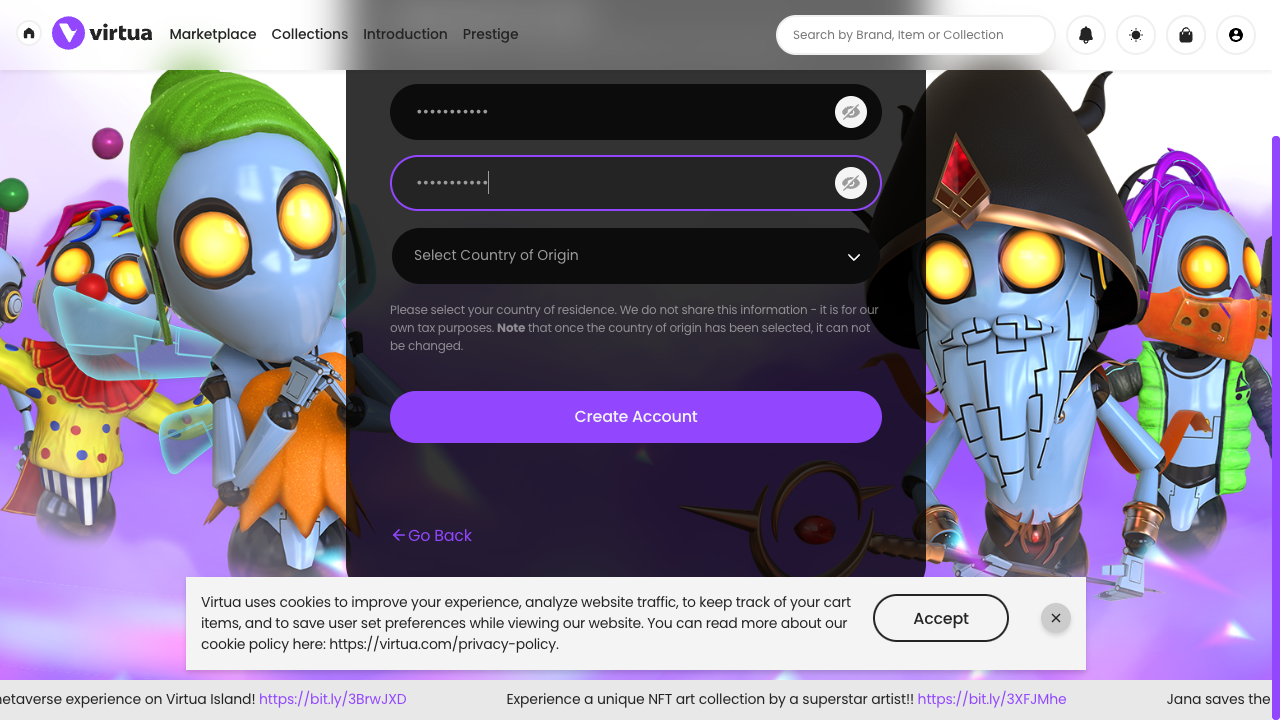 virtua
Marketplace Collections Introduction Prestige
Search by Brand, Item or Collection
•••••••••••
•••••••••••
Select Country of Origin
Please select your country of residence. We do not share this information - it is for our
own tax purposes. Note that once the country of origin has been selected, it can not
be changed.
Create Account
Go Back
Virtua uses cookies to improve your experience, analyze website traffic, to keep track of your cart
items, and to save user set preferences while viewing our website. You can read more about our
cookie policy here: https://virtua.com/privacy-policy.
Accept
etaverse experience on Virtua Island! https://bit.ly/3BrwJXD Experience a unique NFT art collection by a superstar artist!! https://bit.ly/3XFJMhe Jana saves the